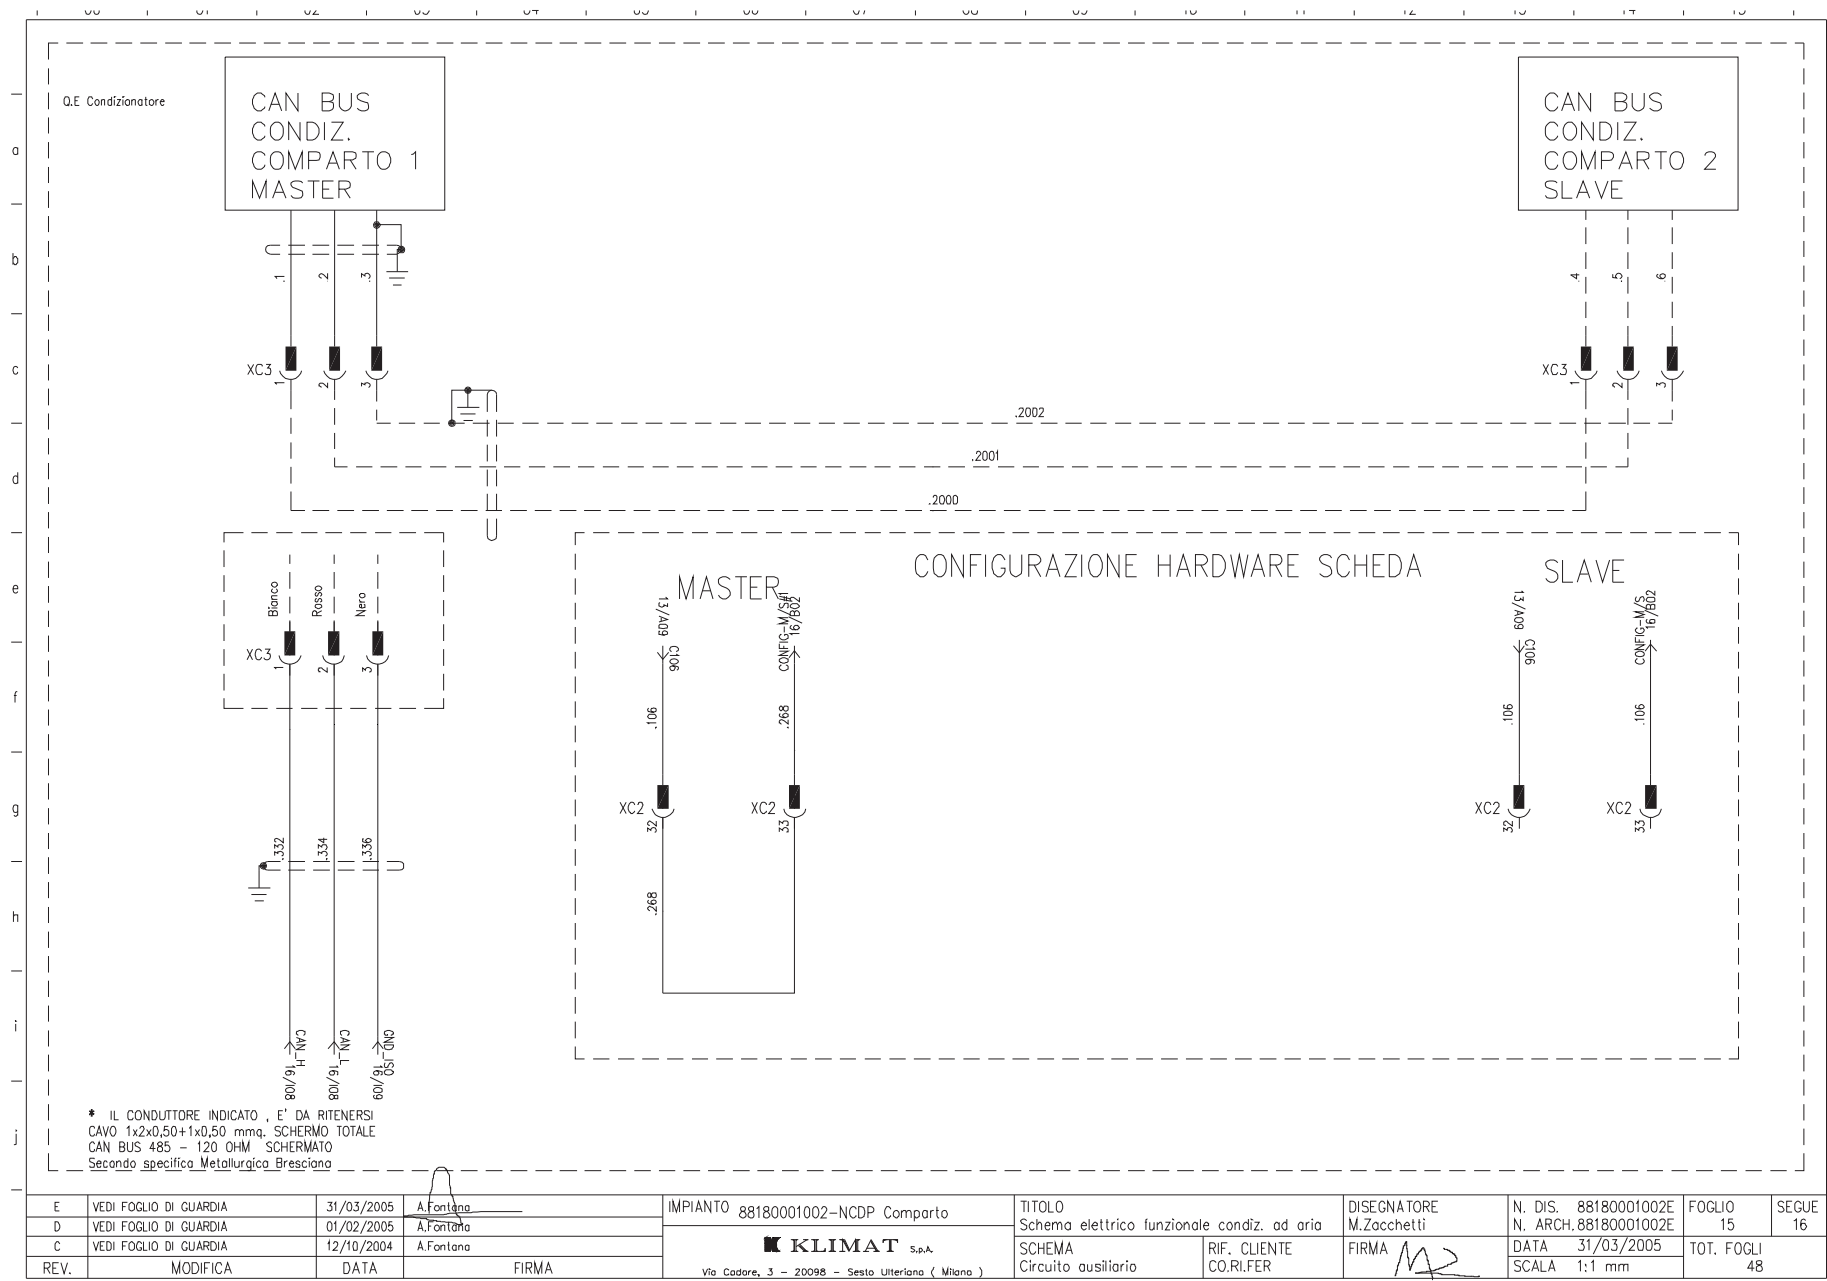 Q.E Condizionatore
CAN BUS
CONDIZ.
COMPARTO 1
MASTER
CAN BUS
CONDIZ.
COMPARTO 2
SLAVE
a
b
c
d
e
f
g
h
i
j
.1
.2
.3
.4
.5
.6
XC3
1
2
3
XC3
1
2
3
.2002
.2001
.2000
Bianco
Rosso
Nero
XC3
1
2
3
.332
.334
.336
CAN_H
16/I08
CAN_L
16/I08
GND_ISO
16/I09
CONFIGURAZIONE HARDWARE SCHEDA
MASTER
SLAVE
13/A09
C106
CONFIG-M/S#1
16/B02
.106
.268
XC2
32
XC2
33
.268
13/A09
C106
CONFIG-M/S
16/B02
.106
.106
XC2
32
XC2
33
* IL CONDUTTORE INDICATO , E' DA RITENERSI
CAVO 1x2x0,50+1x0,50 mmq. SCHERMO TOTALE
CAN BUS 485 - 120 OHM SCHERMATO
Secondo specifica Metallurgica Bresciana
E VEDI FOGLIO DI GUARDIA 31/03/2005 A.Fontana
D VEDI FOGLIO DI GUARDIA 01/02/2005 A.Fontana
C VEDI FOGLIO DI GUARDIA 12/10/2004 A.Fontana
REV. MODIFICA DATA FIRMA
IMPIANTO 88180001002-NCDP Comparto
KLIMAT S.p.A.
Via Cadore, 3 - 20098 - Sesto Ulteriano ( Milano )
TITOLO
Schema elettrico funzionale condiz. ad aria
SCHEMA
Circuito ausiliario
RIF. CLIENTE
CO.RI.FER
DISEGNATORE
M.Zacchetti
FIRMA
N. DIS. 88180001002E
N. ARCH. 88180001002E
DATA 31/03/2005
SCALA 1:1 mm
FOGLIO
15
SEGUE
16
TOT. FOGLI
48